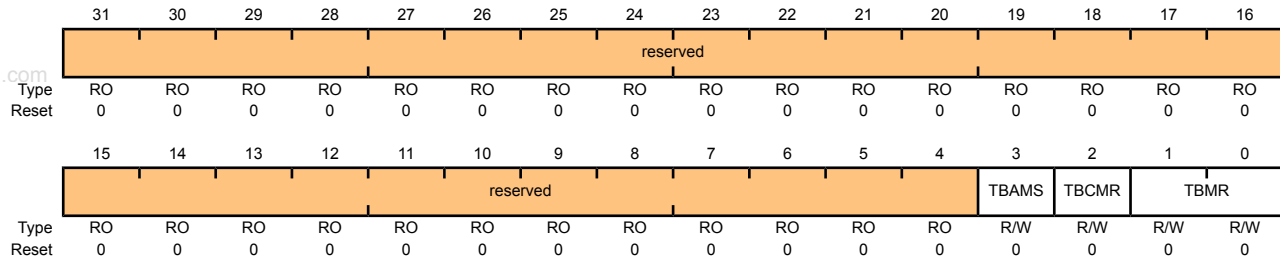 31 30 29 28 27 26 25 24 23 22 21 20 19 18 17 16
reserved
.com
Type RO RO RO RO RO RO RO RO RO RO RO RO RO RO RO RO
Reset 0 0 0 0 0 0 0 0 0 0 0 0 0 0 0 0
15 14 13 12 11 10 9 8 7 6 5 4 3 2 1 0
reserved TBAMS TBCMR TBMR
Type RO RO RO RO RO RO RO RO RO RO RO RO R/W R/W R/W R/W
Reset 0 0 0 0 0 0 0 0 0 0 0 0 0 0 0 0